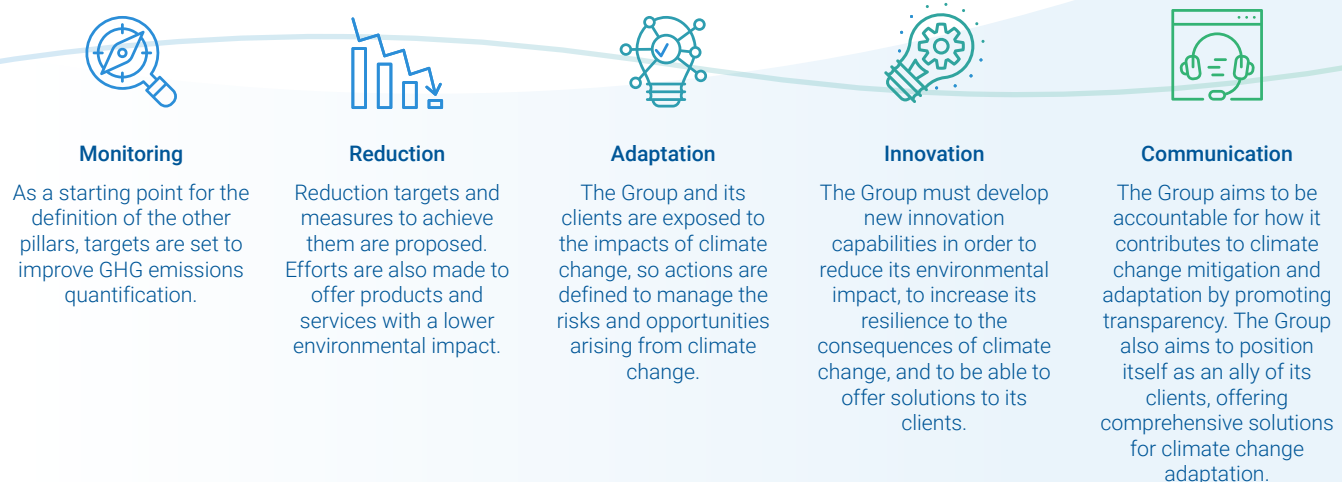 Monitoring
As a starting point for the
definition of the other
pillars, targets are set to
improve GHG emissions
quantification.
Reduction
Reduction targets and
measures to achieve
them are proposed.
Efforts are also made to
offer products and
services with a lower
environmental impact.
Adaptation
The Group and its
clients are exposed to
the impacts of climate
change, so actions are
defined to manage the
risks and opportunities
arising from climate
change.
Innovation
The Group must develop
new innovation
capabilities in order to
reduce its environmental
impact, to increase its
resilience to the
consequences of climate
change, and to be able to
offer solutions to its
clients.
Communication
The Group aims to be
accountable for how it
contributes to climate
change mitigation and
adaptation by promoting
transparency. The Group
also aims to position
itself as an ally of its
clients, offering
comprehensive solutions
for climate change
adaptation.